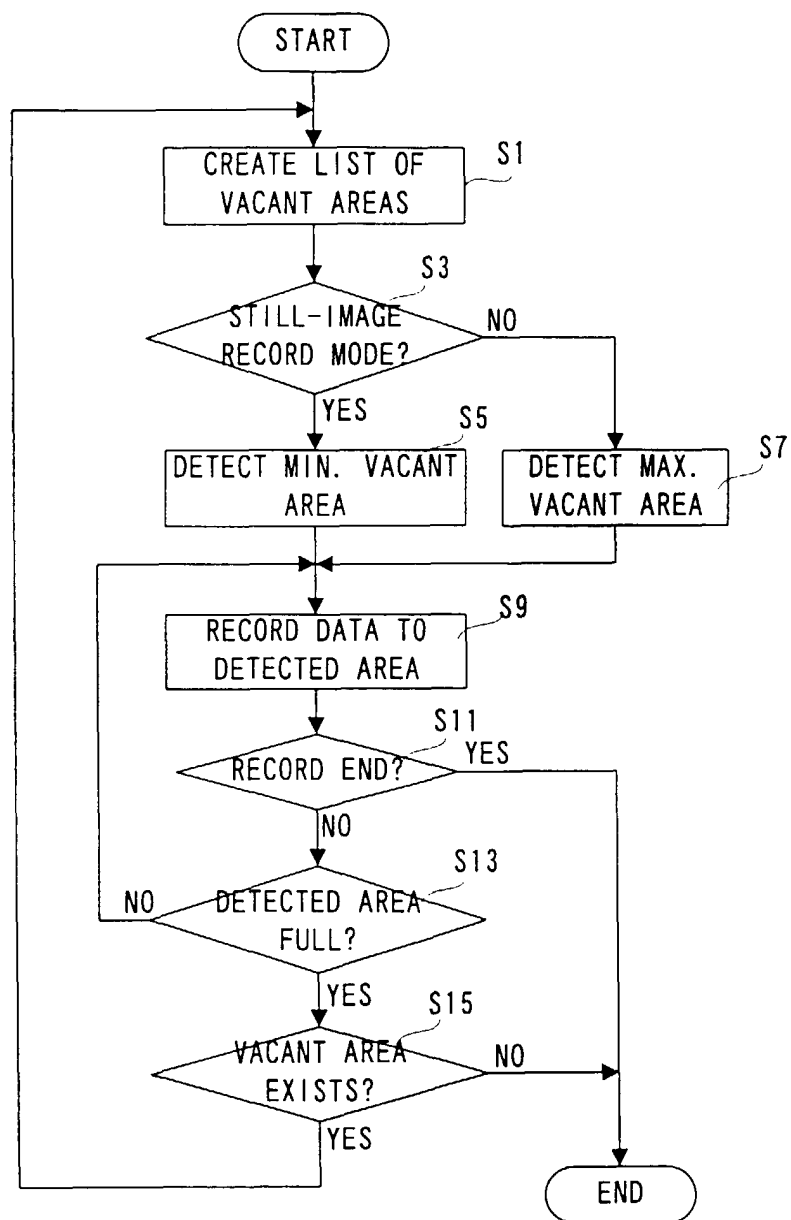 START
CREATE LIST OF
VACANT AREAS
S1
S3
STILL-IMAGE
RECORD MODE?
NO
YES
S5
DETECT MIN. VACANT
AREA
S7
DETECT MAX.
VACANT AREA
S9
RECORD DATA TO
DETECTED AREA
S11
RECORD END?
YES
NO
S13
DETECTED AREA
FULL?
NO
YES
S15
VACANT AREA
EXISTS?
NO
YES
END